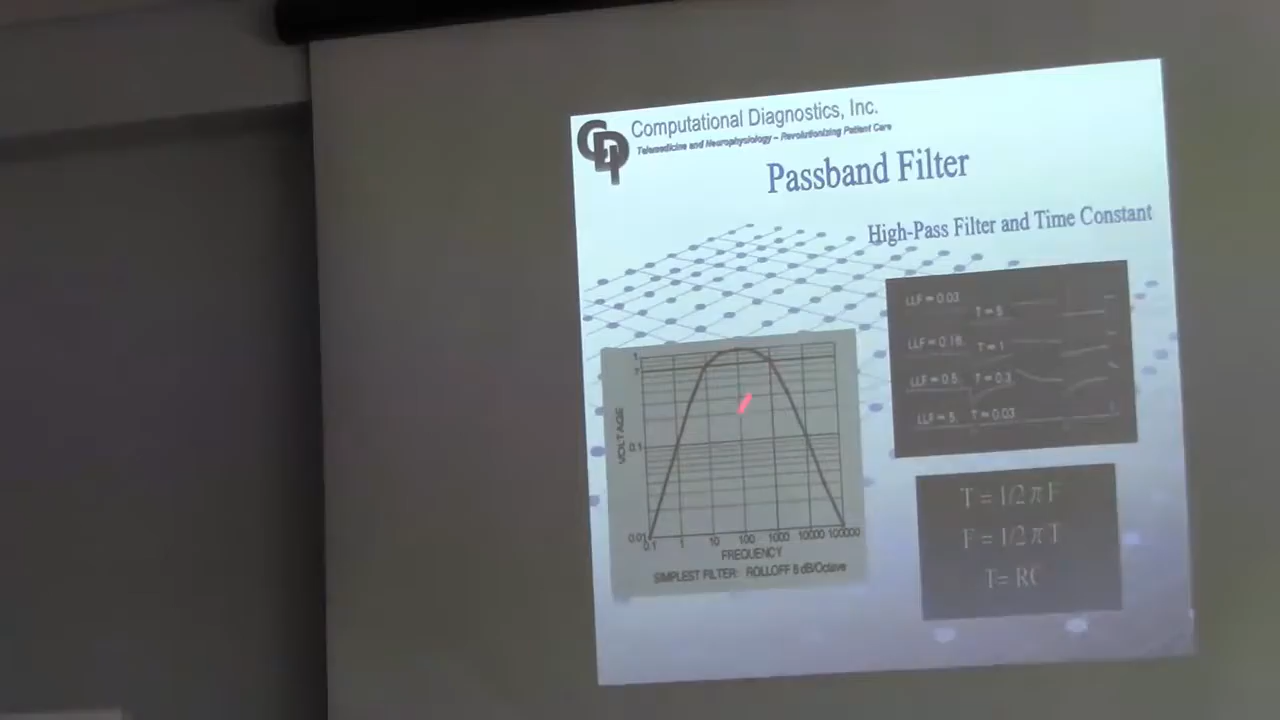 CDI
Computational Diagnostics, Inc.
Telemedicine and Neurophysiology – Revolutionizing Patient Care
Passband Filter
High-Pass Filter and Time Constant
LLF = 0.03
T = 5
LLF = 0.16
T = 1
LLF = 0.5 T = 0.3
LLF = 5 T = 0.03
VOLTAGE
1
.7
0.1
0.01
0.1 1 10 100 1000 10000 100000
FREQUENCY
SIMPLEST FILTER: ROLLOFF 6 dB/Octave
T = 1/2 π F
F = 1/2 π T
T= RC